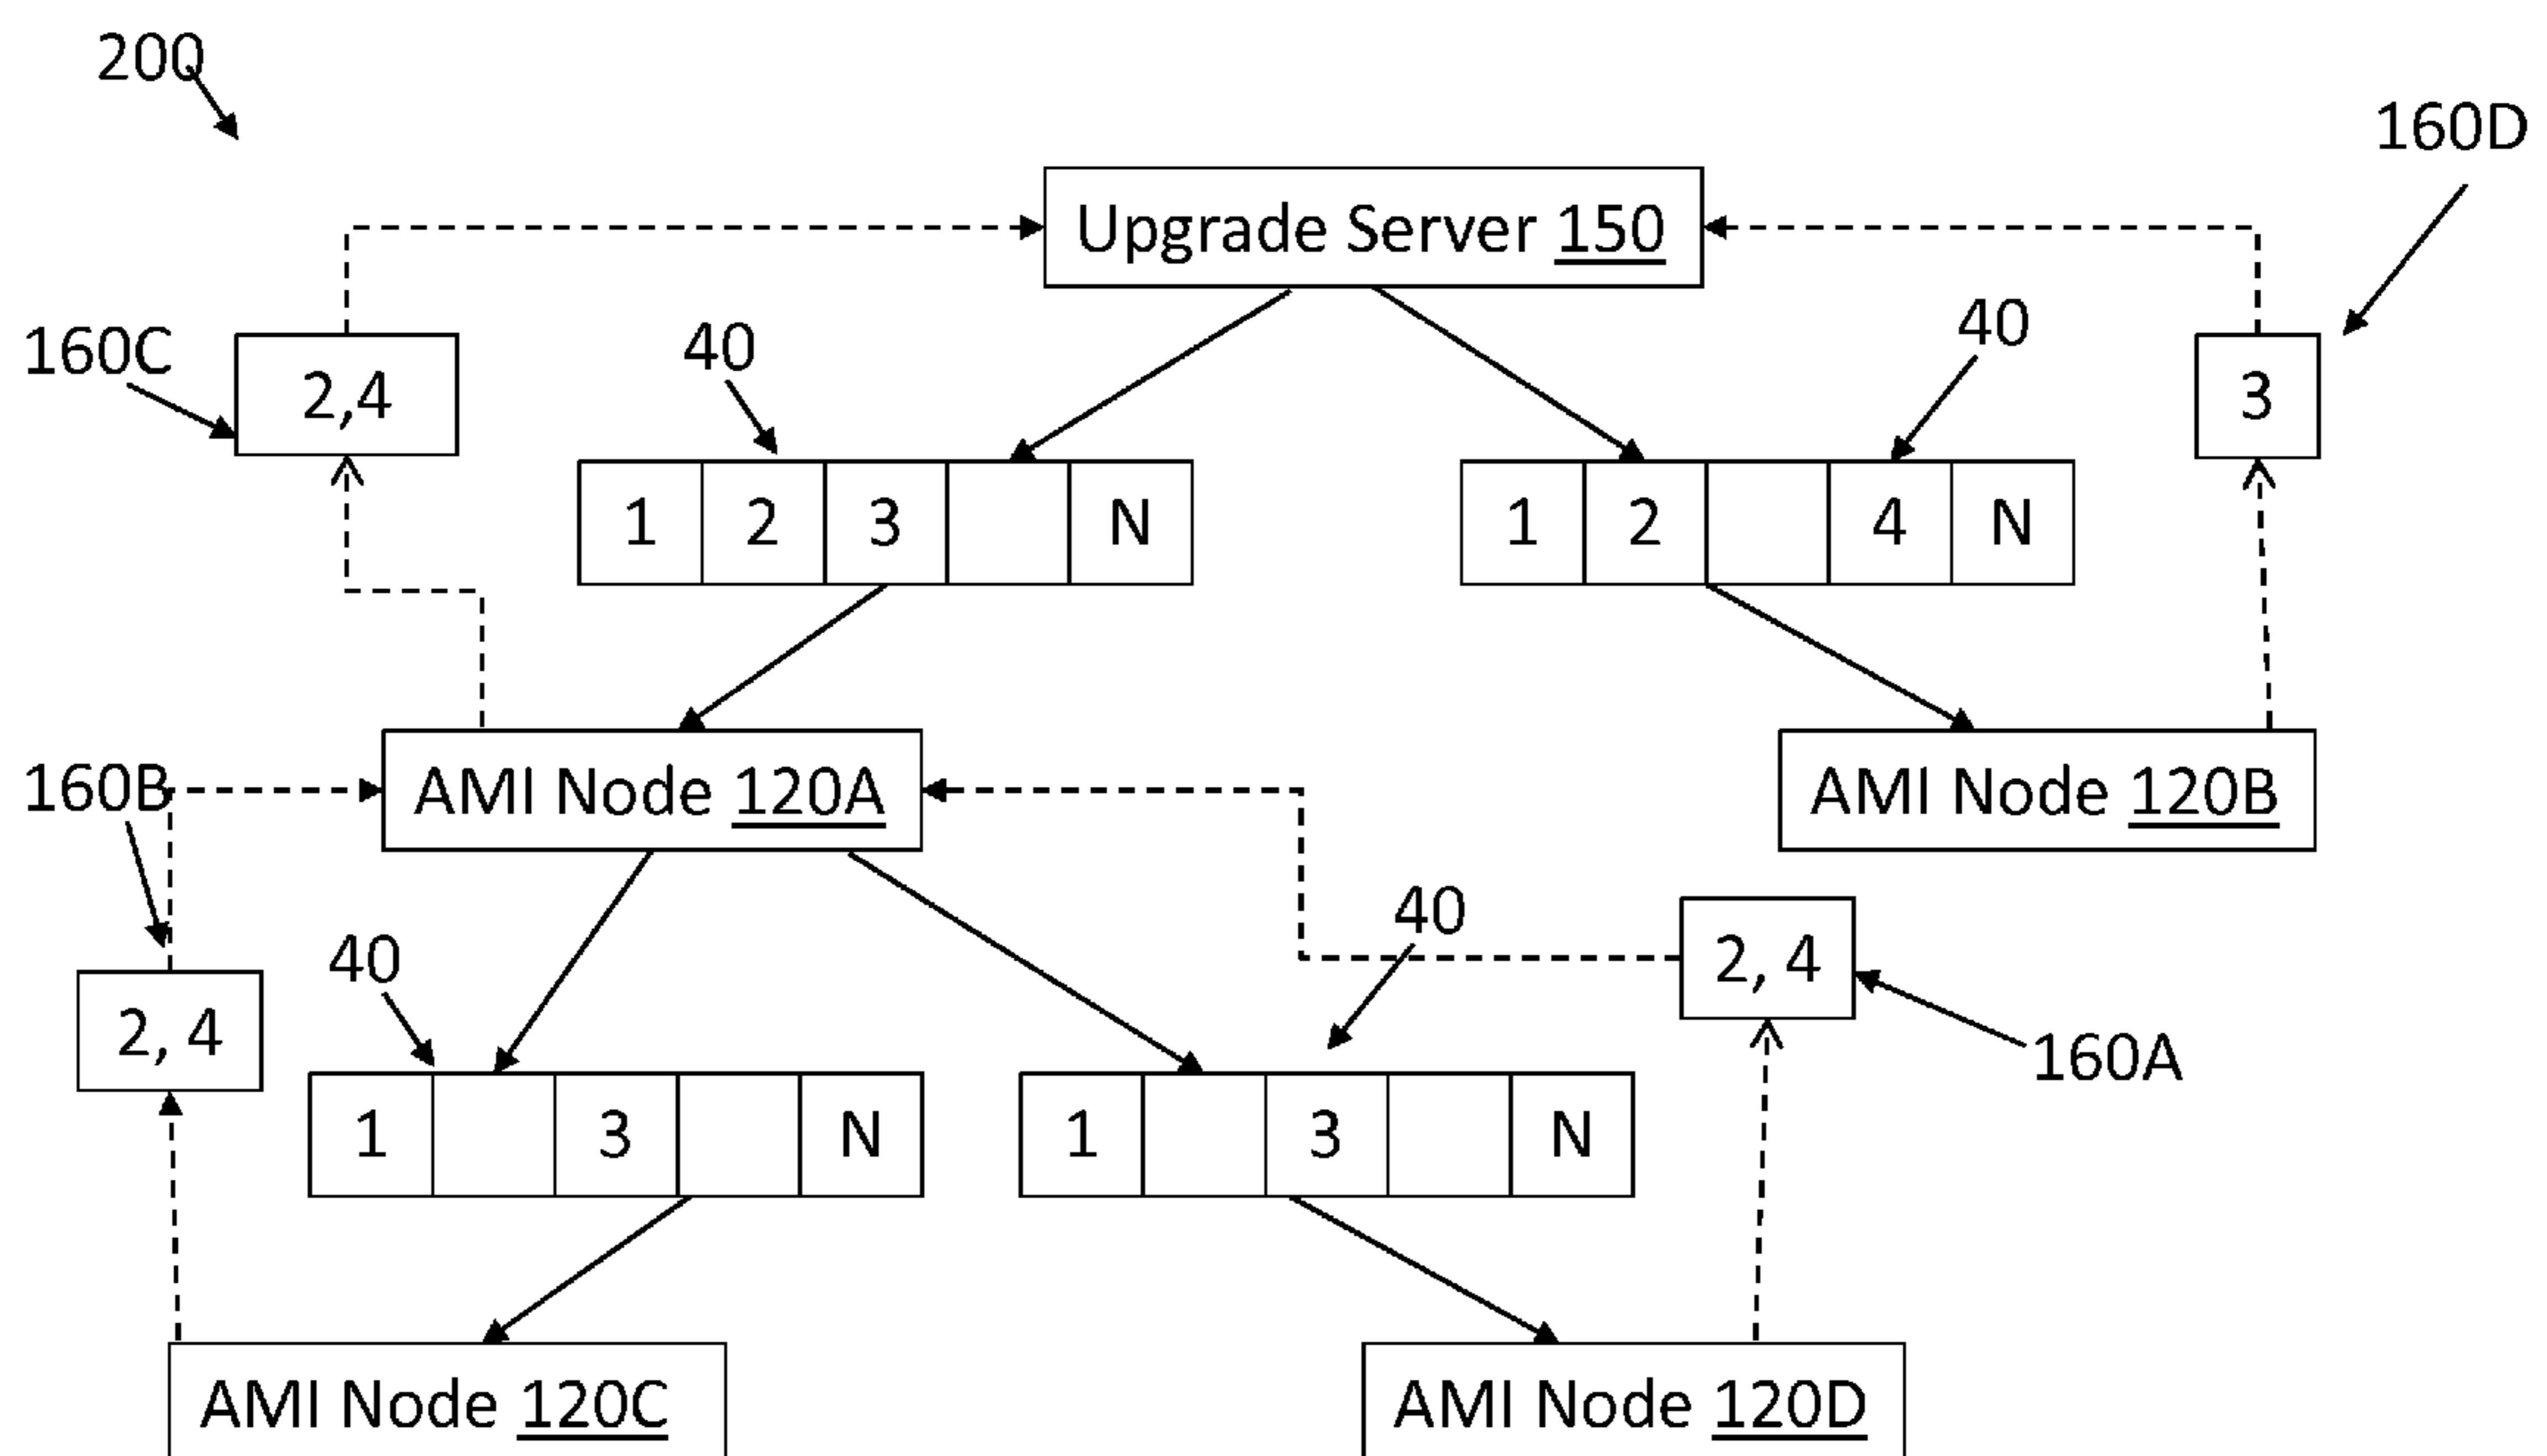 200
160D
Upgrade Server 150
160C
40
40
2,4
3
1 2 3 N
1 2 4 N
160B
AMI Node 120A
AMI Node 120B
40
40
2, 4
2, 4
160A
1 3 N
1 3 N
AMI Node 120C
AMI Node 120D